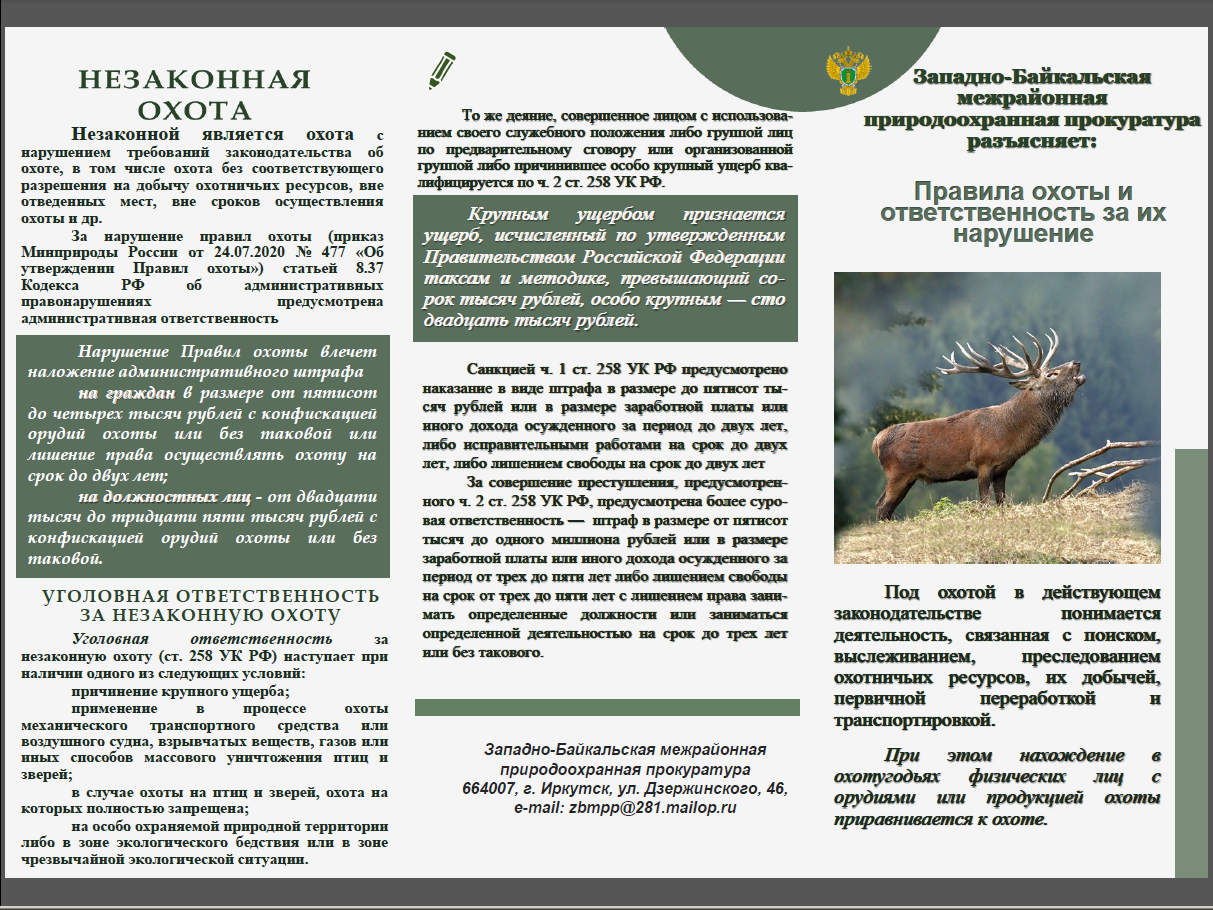 НЕЗАКОННАЯ
ОХОТА
Незаконной является охота с
нарушением требований законодательства об
охоте, в том числе охота без соответствующего
разрешения на добычу охотничьих ресурсов, вне
отведенных мест, вне сроков осуществления
охоты и др.
За нарушение правил охоты (приказ
Минприроды России от 24.07.2020 № 477 «Об
утверждении Правил охоты») статьей 8.37
Кодекса РФ об административных
правонарушениях предусмотрена
административная ответственность
Нарушение Правил охоты влечет
наложение административного штрафа
на граждан в размере от пятисот
до четырех тысяч рублей с конфискацией
орудий охоты или без таковой или
лишение права осуществлять охоту на
срок до двух лет;
на должностных лиц - от двадцати
тысяч до тридцати пяти тысяч рублей с
конфискацией орудий охоты или без
таковой.
УГОЛОВНАЯ ОТВЕТСТВЕННОСТЬ
ЗА НЕЗАКОННУЮ ОХОТУ
Уголовная ответственность за
незаконную охоту (ст. 258 УК РФ) наступает при
наличии одного из следующих условий:
причинение крупного ущерба;
применение в процессе охоты
механического транспортного средства или
воздушного судна, взрывчатых веществ, газов или
иных способов массового уничтожения птиц и
зверей;
в случае охоты на птиц и зверей, охота на
которых полностью запрещена;
на особо охраняемой природной территории
либо в зоне экологического бедствия или в зоне
чрезвычайной экологической ситуации.
То же деяние, совершенное лицом с использова-
нием своего служебного положения либо группой лиц
по предварительному сговору или организованной
группой либо причинившее особо крупный ущерб ква-
лифицируется по ч. 2 ст. 258 УК РФ.
Крупным ущербом признается
ущерб, исчисленный по утвержденным
Правительством Российской Федерации
таксам и методике, превышающий со-
рок тысяч рублей, особо крупным — сто
двадцать тысяч рублей.
Санкцией ч. 1 ст. 258 УК РФ предусмотрено
наказание в виде штрафа в размере до пятисот ты-
сяч рублей или в размере заработной платы или
иного дохода осужденного за период до двух лет,
либо исправительными работами на срок до двух
лет, либо лишением свободы на срок до двух лет
За совершение преступления, предусмотрен-
ного ч. 2 ст. 258 УК РФ, предусмотрена более суро-
вая ответственность — штраф в размере от пятисот
тысяч до одного миллиона рублей или в размере
заработной платы или иного дохода осужденного за
период от трех до пяти лет либо лишением свободы
на срок от трех до пяти лет с лишением права зани-
мать определенные должности или заниматься
определенной деятельностью на срок до трех лет
или без такового.
Западно-Байкальская межрайонная
природоохранная прокуратура
664007, г. Иркутск, ул. Дзержинского, 46,
e-mail: zbmpp@281.mailop.ru
Западно-Байкальская
межрайонная
природоохранная прокуратура
разъясняет:
Правила охоты и
ответственность за их
нарушение
Под охотой в действующем
законодательстве понимается
деятельность, связанная с поиском,
выслеживанием, преследованием
охотничьих ресурсов, их добычей,
первичной переработкой и
транспортировкой.
При этом нахождение в
охотугодьях физических лиц с
орудиями или продукцией охоты
приравнивается к охоте.